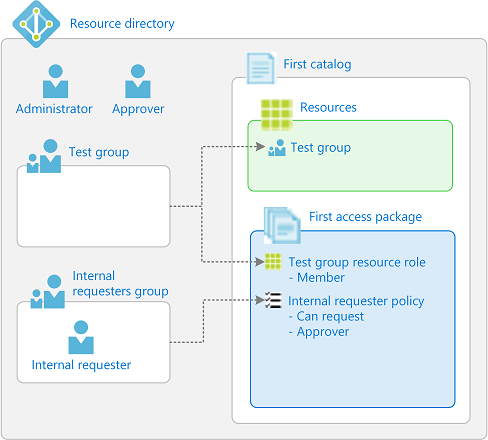 Resource directory
First catalog
Administrator
Approver
Resources
Test group
Test group
First access package
Test group resource role
- Member
Internal
requesters group
Internal requester policy
- Can request
- Approver
Internal requester